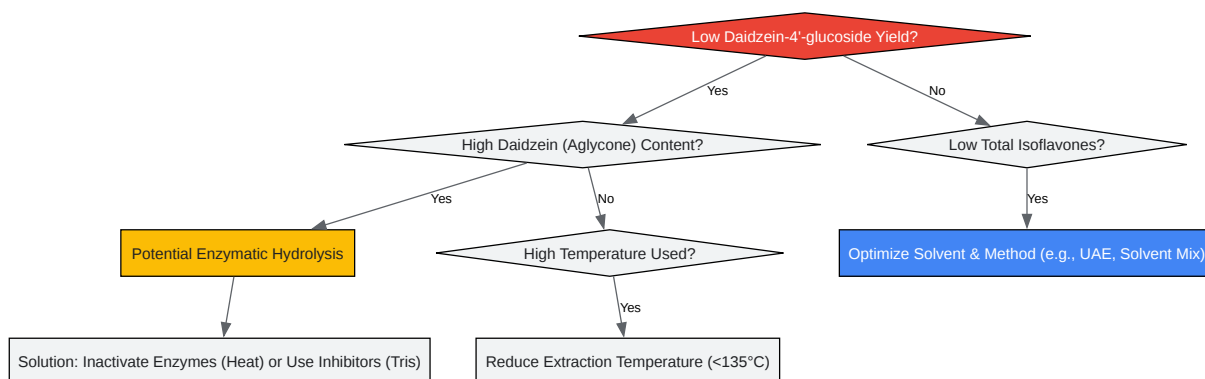 Low Daidzein-4'-glucoside Yield?
Yes
No
High Daidzein (Aglycone) Content?
Low Total Isoflavones?
Yes
No
Yes
Potential Enzymatic Hydrolysis
High Temperature Used?
Optimize Solvent & Method (e.g., UAE, Solvent Mix)
Yes
Solution: Inactivate Enzymes (Heat) or Use Inhibitors (Tris)
Reduce Extraction Temperature (<135°C)